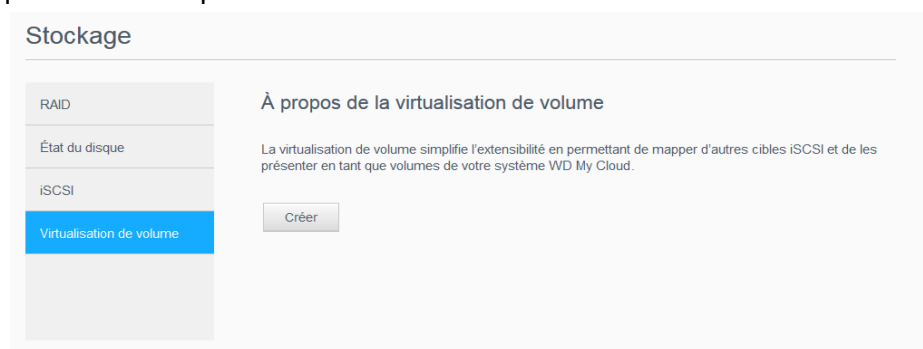 Stockage
RAID
État du disque
iSCSI
Virtualisation de volume
À propos de la virtualisation de volume
La virtualisation de volume simplifie l'extensibilité en permettant de mapper d'autres cibles iSCSI et de les
présenter en tant que volumes de votre système WD My Cloud.
Créer